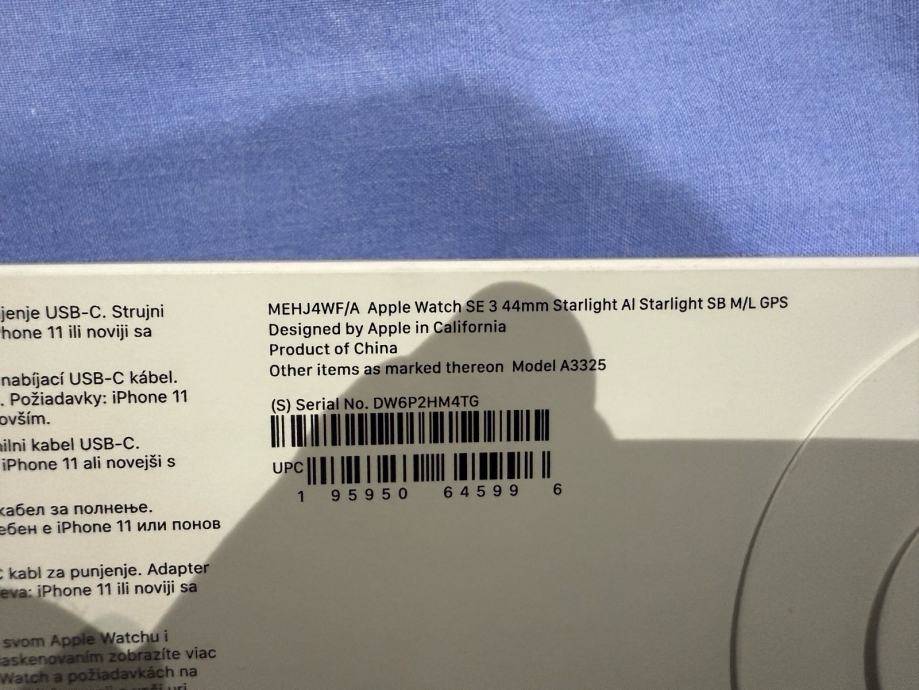 jenje USB-C. Strujni
hone 11 ili noviji sa
nabíjací USB-C kábel.
. Požiadavky: iPhone 11
ovším.
ilni kabel USB-C.
iPhone 11 ali novejši s
кабел за полнење.
ебен е iPhone 11 или понов
C kabl za punjenje. Adapter
eva: iPhone 11 ili noviji sa
svom Apple Watchu i
askenovaním zobrazíte viac
Watch a požiadavkách na
MEHJ4WF/A Apple Watch SE 3 44mm Starlight Al Starlight SB M/L GPS
Designed by Apple in California
Product of China
Other items as marked thereon Model A3325
(S) Serial No. DW6P2HM4TG
UPC
1 95950 64599 6